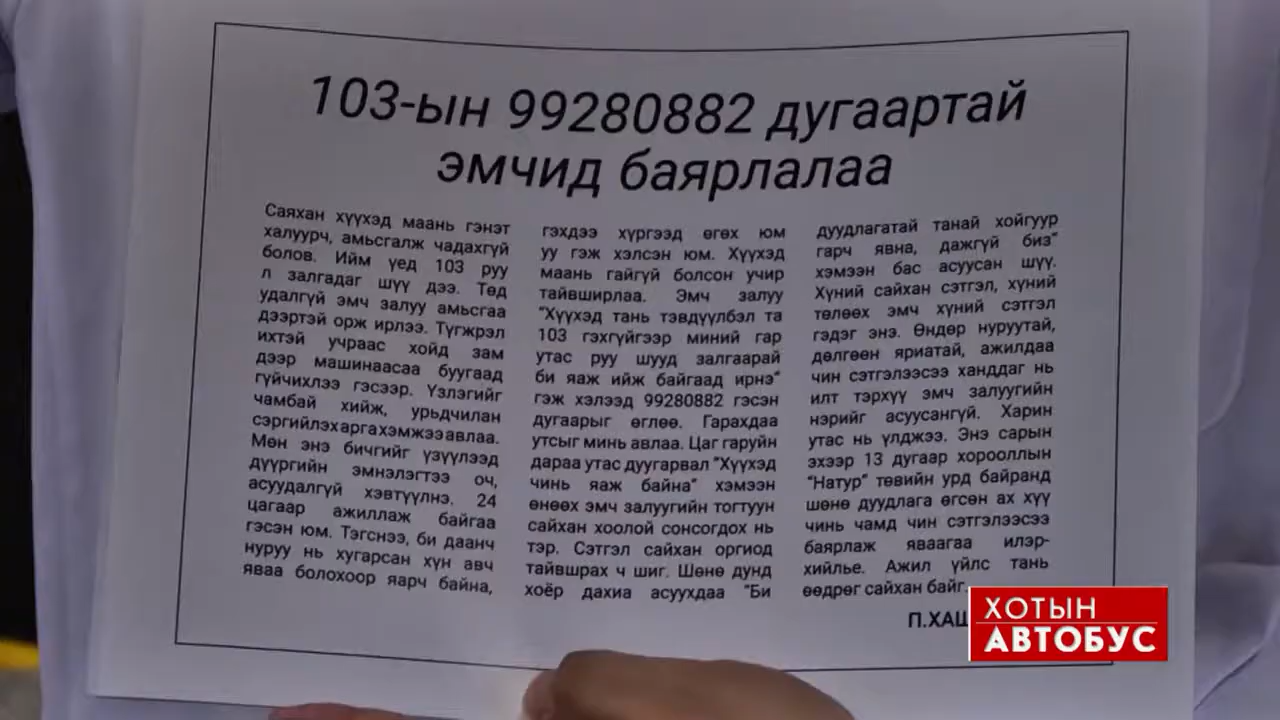 103-ын 99280882 дугаартай
эмчид баярлалаа
Саяхан хүүхэд маань гэнэт
халуурч, амьсгалж чадахгүй
болов. Ийм үед 103 руу
л залгадаг шүү дээ. Төд
удалгүй эмч залуу амьсгаа
дээртэй орж ирлээ. Түгжрэл
ихтэй учраас хойд зам
дээр машинаасаа буугаад
гүйчихлээ гэсээр. Үзлэгийг
чамбай хийж, урьдчилан
сэргийлэх арга хэмжээ авлаа.
Мөн энэ бичгийг үзүүлээд
дүүргийн эмнэлэгтээ оч,
асуудалгүй хэвтүүлнэ. 24
цагаар ажиллаж байгаа
гэсэн юм. Тэгснээ, би даанч
нуруу нь хугарсан хүн авч
яваа болохоор яарч байна,
гэхдээ хүргээд өгөх юм
уу гэж хэлсэн юм. Хүүхэд
маань гайгүй болсон учир
тайвширлаа. Эмч залуу
"Хүүхэд тань тэвдүүлбэл та
103 гэхгүйгээр миний гар
утас руу шууд залгаарай
би яаж ийж байгаад ирнэ"
гэж хэлээд 99280882 гэсэн
дугаарыг өглөө. Гарахдаа
утсыг минь авлаа. Цаг гаруйн
дараа утас дуугарвал "Хүүхэд
чинь яаж байна" хэмээн
өнөөх эмч залуугийн тогтуун
сайхан хоолой сонсогдох нь
тэр. Сэтгэл сайхан оргиод
тайвшрах ч шиг. Шөнө дунд
хоёр дахиа асуухдаа "Би
дуудлагатай танай хойгуур
гарч явна, дажгүй биз"
хэмээн бас асуусан шүү.
Хүний сайхан сэтгэл, хүний
төлөөх эмч хүний сэтгэл
гэдэг энэ. Өндөр нуруутай,
дөлгөөн яриатай, ажилдаа
чин сэтгэлээсээ ханддаг нь
илт тэрхүү эмч залуугийн
нэрийг асуусангүй. Харин
утас нь үлджээ. Энэ сарын
эхээр 13 дугаар хорооллын
"Натур" төвийн урд байранд
шөнө дуудлага өгсөн ах хүү
чинь чамд чин сэтгэлээсээ
баярлаж яваагаа илэр-
хийлье. Ажил үйлс тань
өөдрөг сайхан байг.
П.ХАШ
ХОТЫН
АВТОБУС